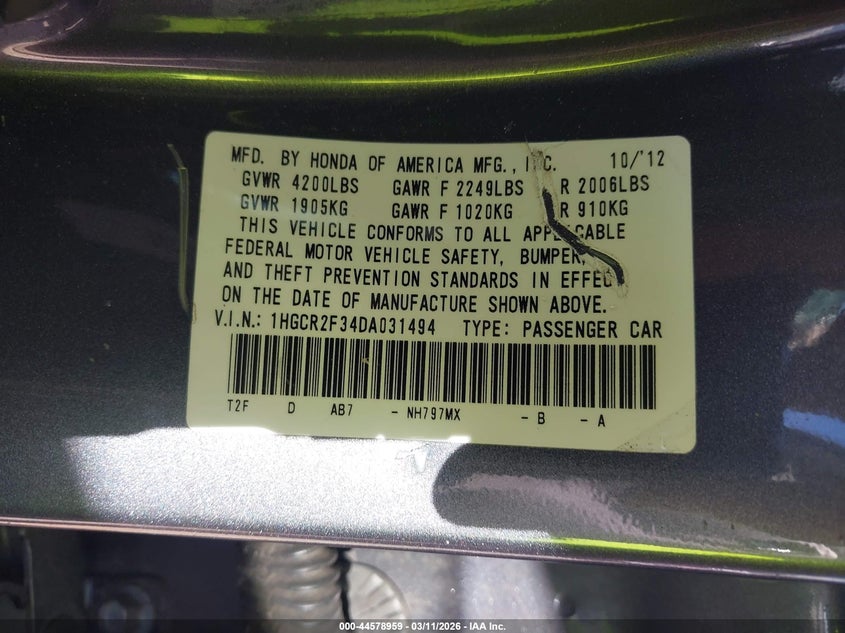 MFD. BY HONDA OF AMERICA MFG., INC. 10/'12
GVWR 4200LBS GAWR F 2249LBS R 2006LBS
GVWR 1905KG GAWR F 1020KG R 910KG
THIS VEHICLE CONFORMS TO ALL APPLICABLE
FEDERAL MOTOR VEHICLE SAFETY, BUMPER,
AND THEFT PREVENTION STANDARDS IN EFFECT
ON THE DATE OF MANUFACTURE SHOWN ABOVE.
V.I.N.: 1HGCR2F34DA031494 TYPE: PASSENGER CAR
T2F D AB7 - NH797MX - B - A
000-44578959 - 03/11/2026 - IAA Inc.